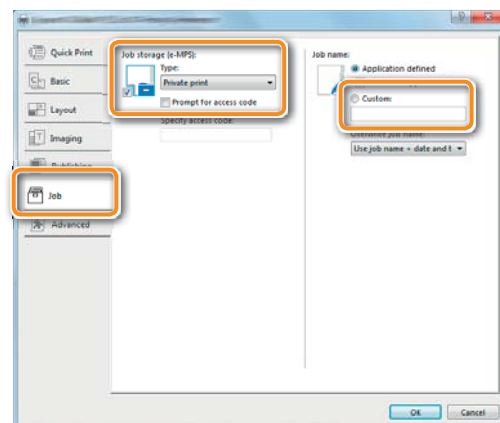 Quick Print
Basic
Layout
Imaging
Publishing
Job
Advanced
Job storage (e-MPS):
Type:
Private print
Prompt for access code
Specify access code:
Job name:
Application defined
Custom:
Overwrite job name:
Use job name + date and t
OK
Cancel